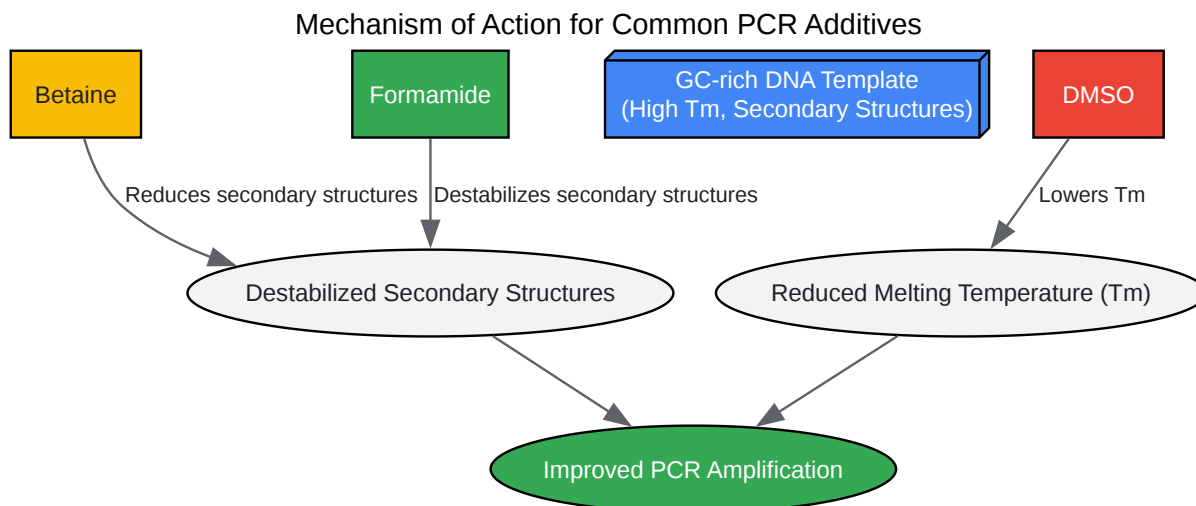 Mechanism of Action for Common PCR Additives
Betaine
Formamide
GC-rich DNA Template
(High Tm, Secondary Structures)
DMSO
Reduces secondary structures
Destabilizes secondary structures
Lowers Tm
Destabilized Secondary Structures
Reduced Melting Temperature (Tm)
Improved PCR Amplification